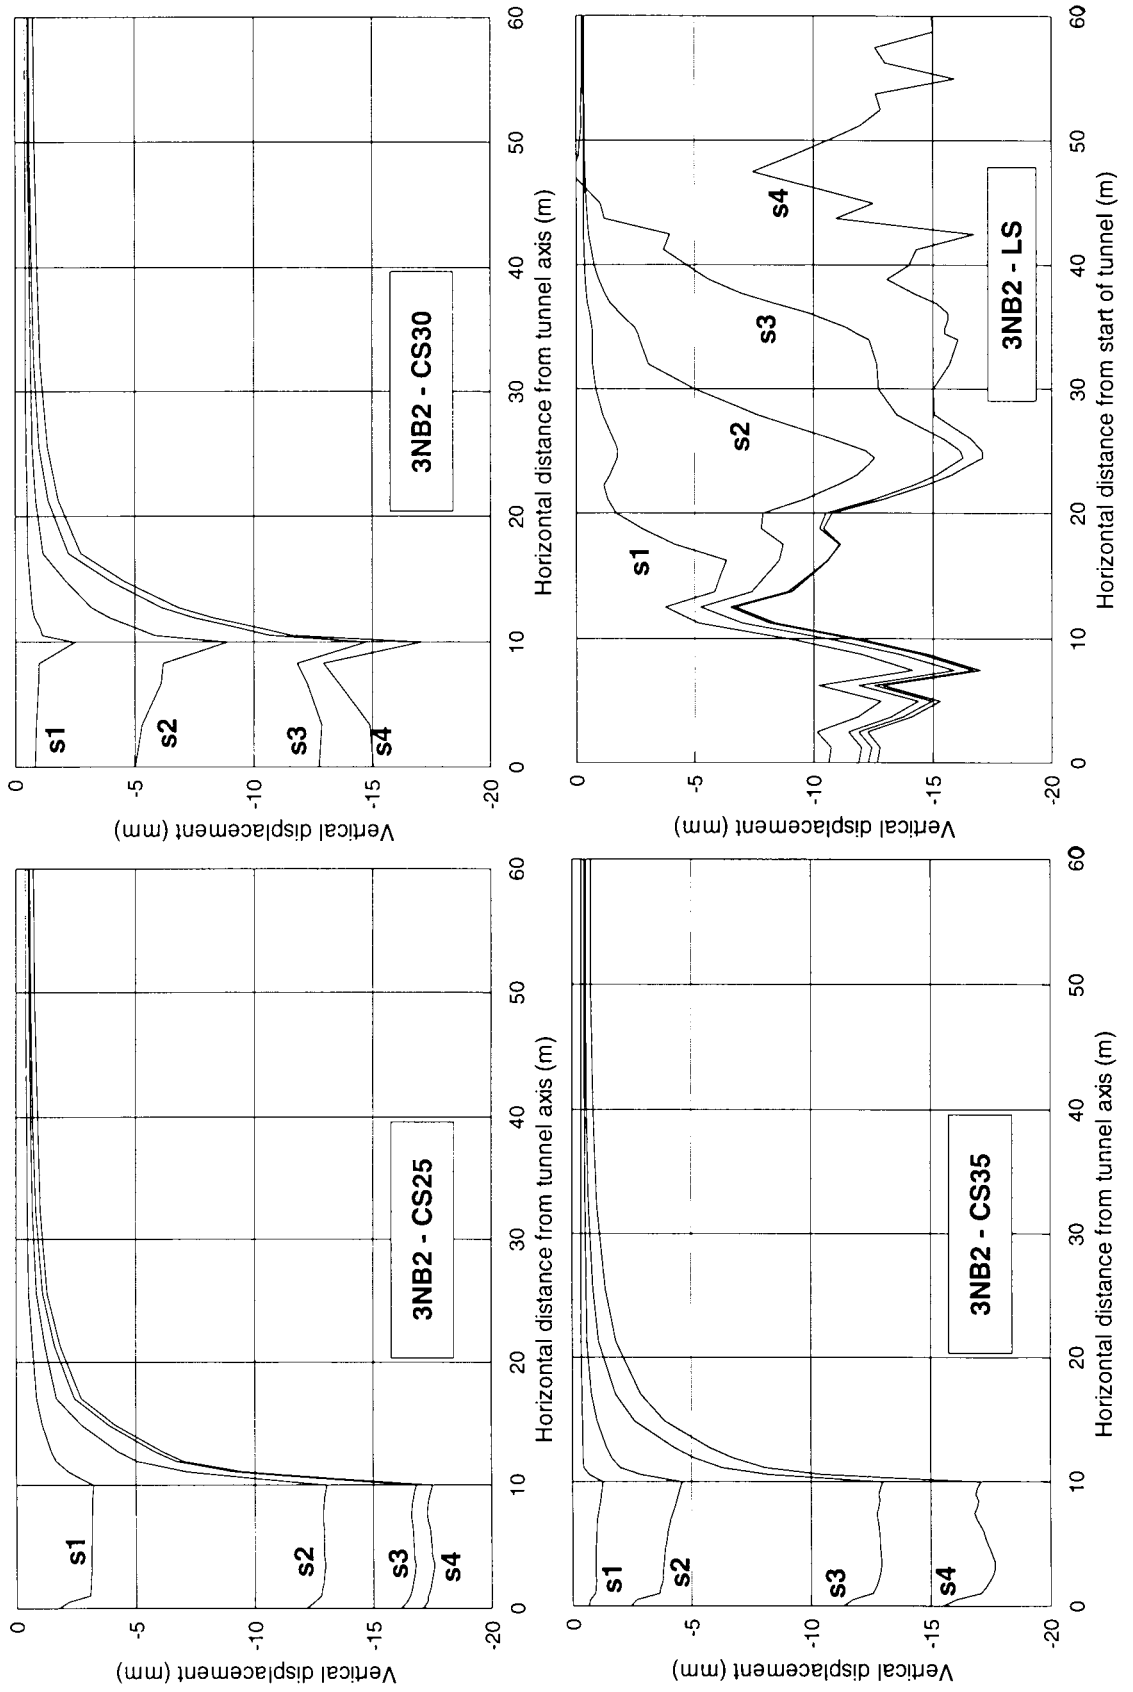 0
-5
-10
-15
-20
Vertical displacement (mm)
s1
s2
s3
s4
3NB2 - CS25
0 10 20 30 40 50 60
Horizontal distance from tunnel axis (m)
0
-5
-10
-15
-20
Vertical displacement (mm)
s1
s2
s3
s4
3NB2 - CS30
0 10 20 30 40 50 60
Horizontal distance from tunnel axis (m)
0
-5
-10
-15
-20
Vertical displacement (mm)
s1
s2
s3
s4
3NB2 - CS35
0 10 20 30 40 50 60
Horizontal distance from tunnel axis (m)
0
-5
-10
-15
-20
Vertical displacement (mm)
s1
s2
s3
s4
3NB2 - LS
0 10 20 30 40 50 60
Horizontal distance from start of tunnel (m)